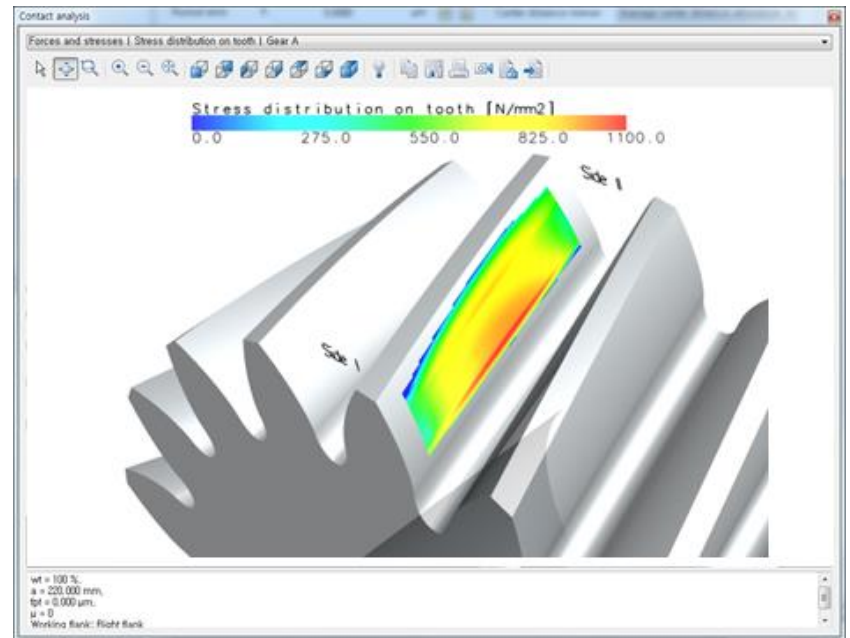 Contact analysis
Forces and stresses | Stress distribution on tooth | Gear A
Stress distribution on tooth [N/mm2]
0.0 275.0 550.0 825.0 1100.0
Side II
Side I
wt = 100 %,
a = 220.000 mm,
fpt = 0.000 µm,
µ = 0
Working flank: Right flank